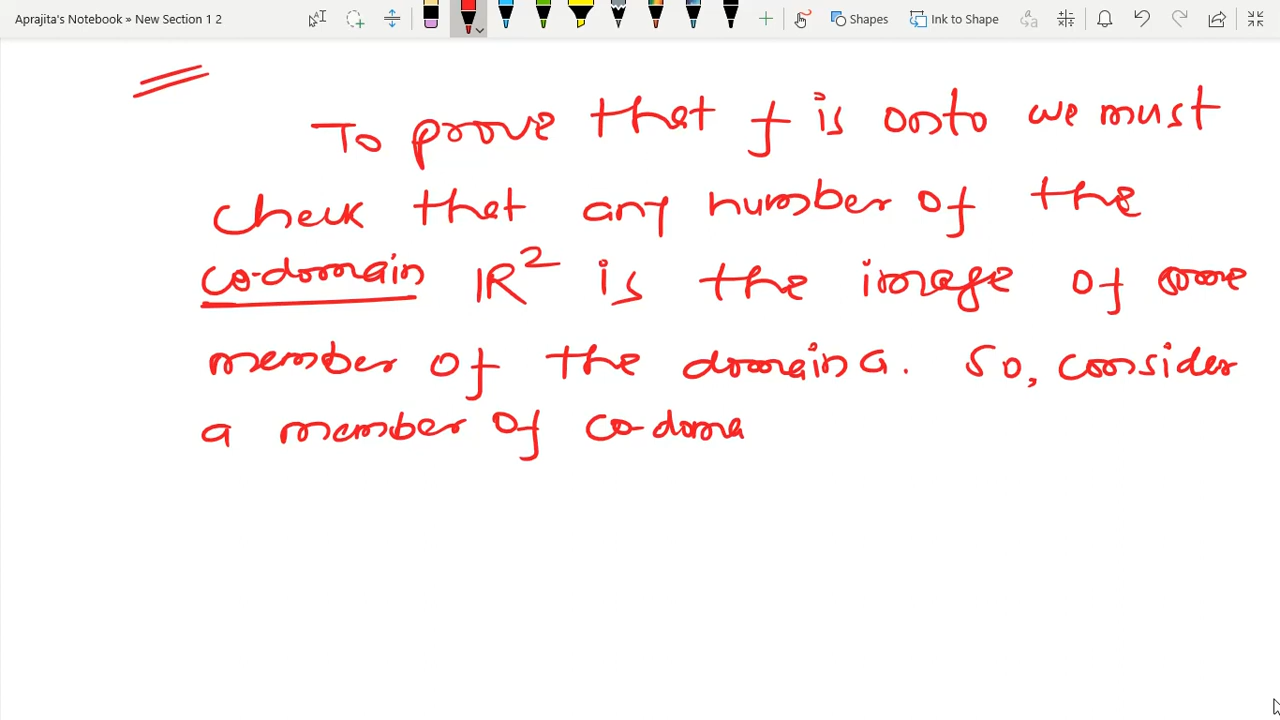 Aprajita's Notebook » New Section 1 2
Shapes
Ink to Shape
To prove that f is onto we must
check that any number of the
co-domain IR² is the image of some
member of the domain G. So, consider
a member of co-doma